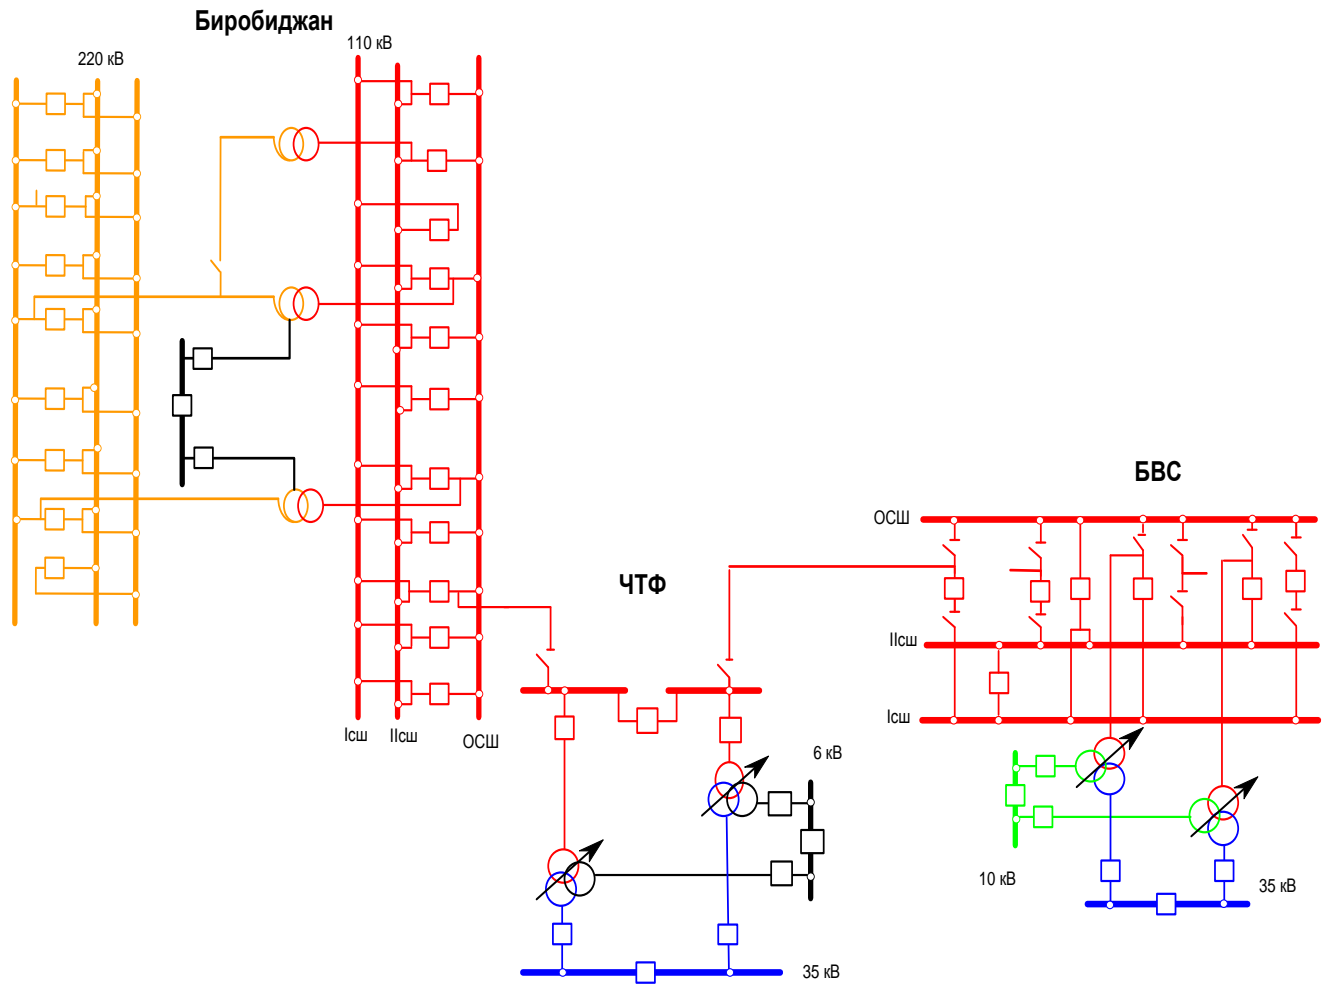 Биробиджан
220 кВ
110 кВ
БВС
ОСШ
ЧТФ
IIсш
Iсш
Iсш
IIсш
ОСШ
6 кВ
10 кВ
35 кВ
35 кВ